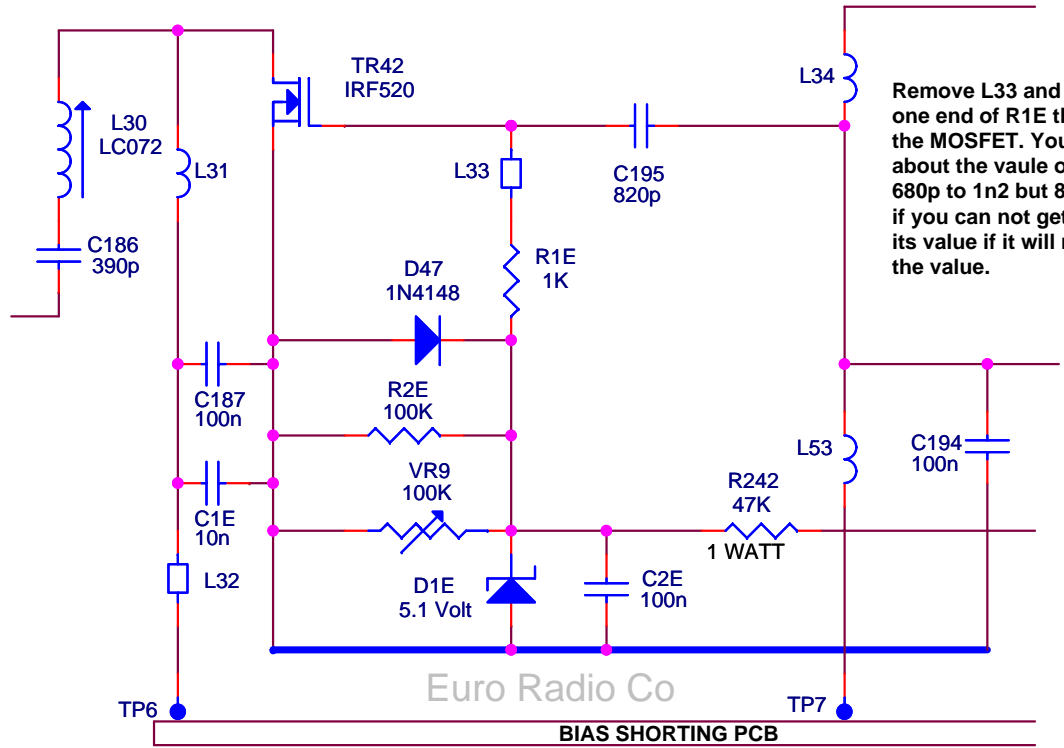 TR42
IRF520
L34
Remove L33 and
one end of R1E t
the MOSFET. You
about the vaule o
680p to 1n2 but 8
if you can not get
its value if it will
the value.
L30
LC072
L31
L33
C195
820p
C186
390p
R1E
1K
D47
1N4148
C187
100n
R2E
100K
L53
C194
100n
VR9
100K
R242
47K
1 WATT
C1E
10n
L32
D1E
5.1 Volt
C2E
100n
Euro Radio Co
TP6
TP7
BIAS SHORTING PCB